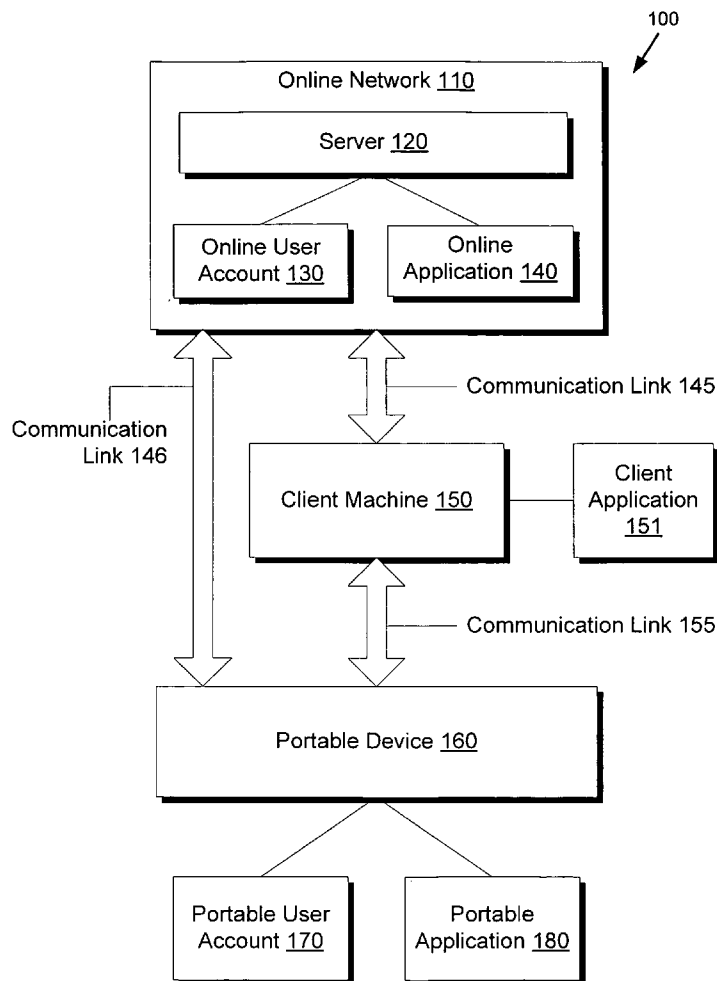 100
Online Network 110
Server 120
Online User
Account 130
Online
Application 140
Communication Link 145
Communication
Link 146
Client Machine 150
Client
Application
151
Communication Link 155
Portable Device 160
Portable User
Account 170
Portable
Application 180